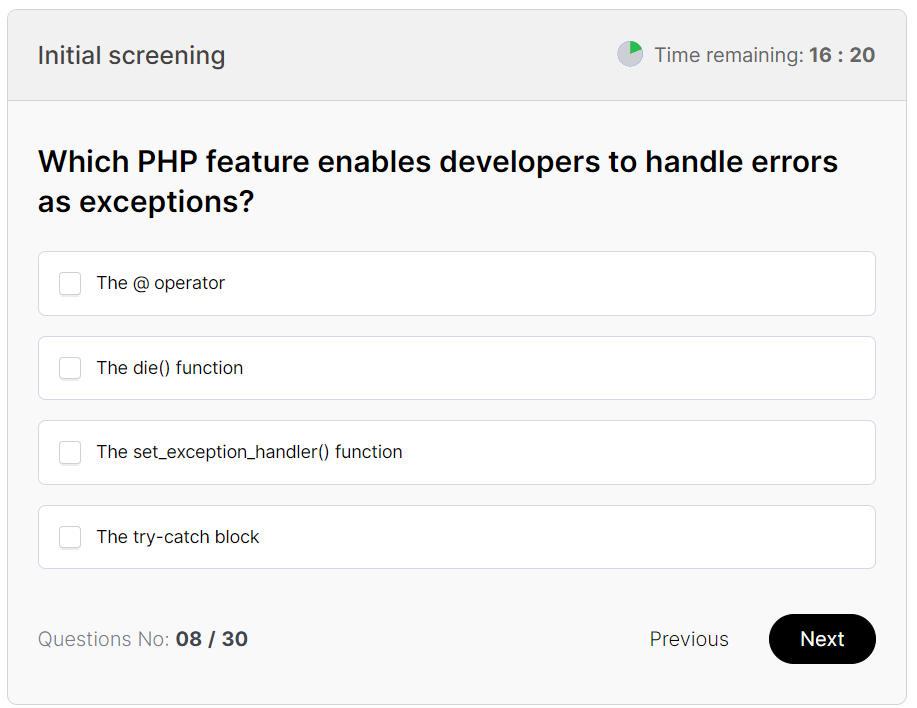 Initial screening
Time remaining: 16 : 20
Which PHP feature enables developers to handle errors
as exceptions?
The @ operator
The die() function
The set_exception_handler() function
The try-catch block
Questions No: 08 / 30
Previous
Next